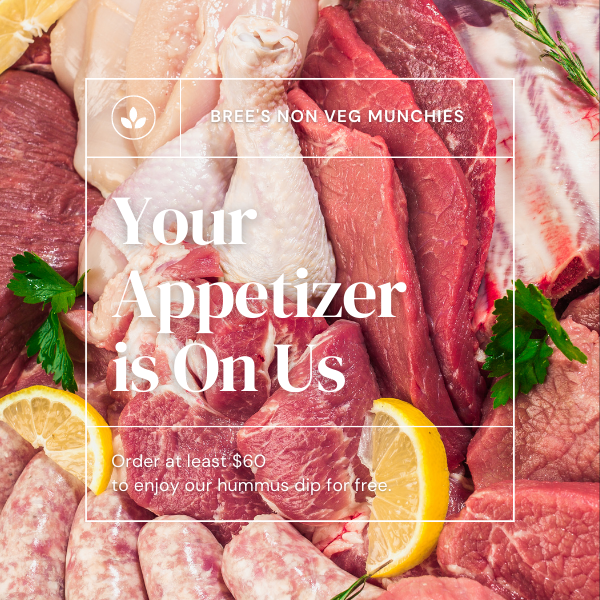 BREE'S NON VEG MUNCHIES
Your
Appetizer
is On Us
Order at least $60
to enjoy our hummus dip for free.